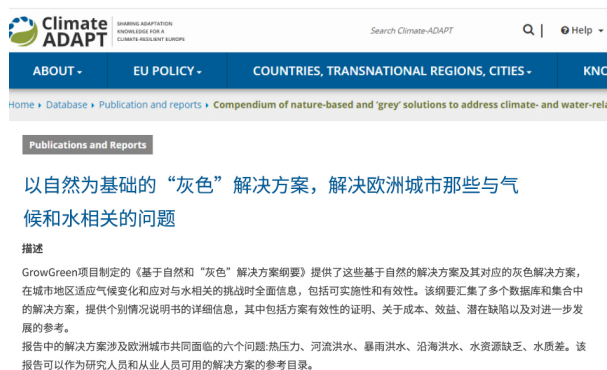 Climate
ADAPT
SHARING ADAPTATION
KNOWLEDGE FOR A
CLIMATE-RESILIENT EUROPE
Search Climate-ADAPT
Help
ABOUT
EU POLICY
COUNTRIES, TRANSNATIONAL REGIONS, CITIES
KNO
Home Database Publication and reports Compendium of nature-based and 'grey' solutions to address climate- and water-rela
Publications and Reports
以自然为基础的“灰色”解决方案，解决欧洲城市那些与气
候和水相关的问题
描述
GrowGreen项目制定的《基于自然和“灰色”解决方案纲要》提供了这些基于自然的解决方案及其对应的灰色解决方案，
在城市地区适应气候变化和应对与水相关的挑战时全面信息，包括可实施性和有效性。该纲要汇集了多个数据库和集合中
的解决方案，提供个别情况说明书的详细信息，其中包括方案有效性的证明、关于成本、效益、潜在缺陷以及对进一步发
展的参考。
报告中的解决方案涉及欧洲城市共同面临的六个问题:热压力、河流洪水、暴雨洪水、沿海洪水、水资源缺乏、水质差。该
报告可以作为研究人员和从业人员可用的解决方案的参考目录。